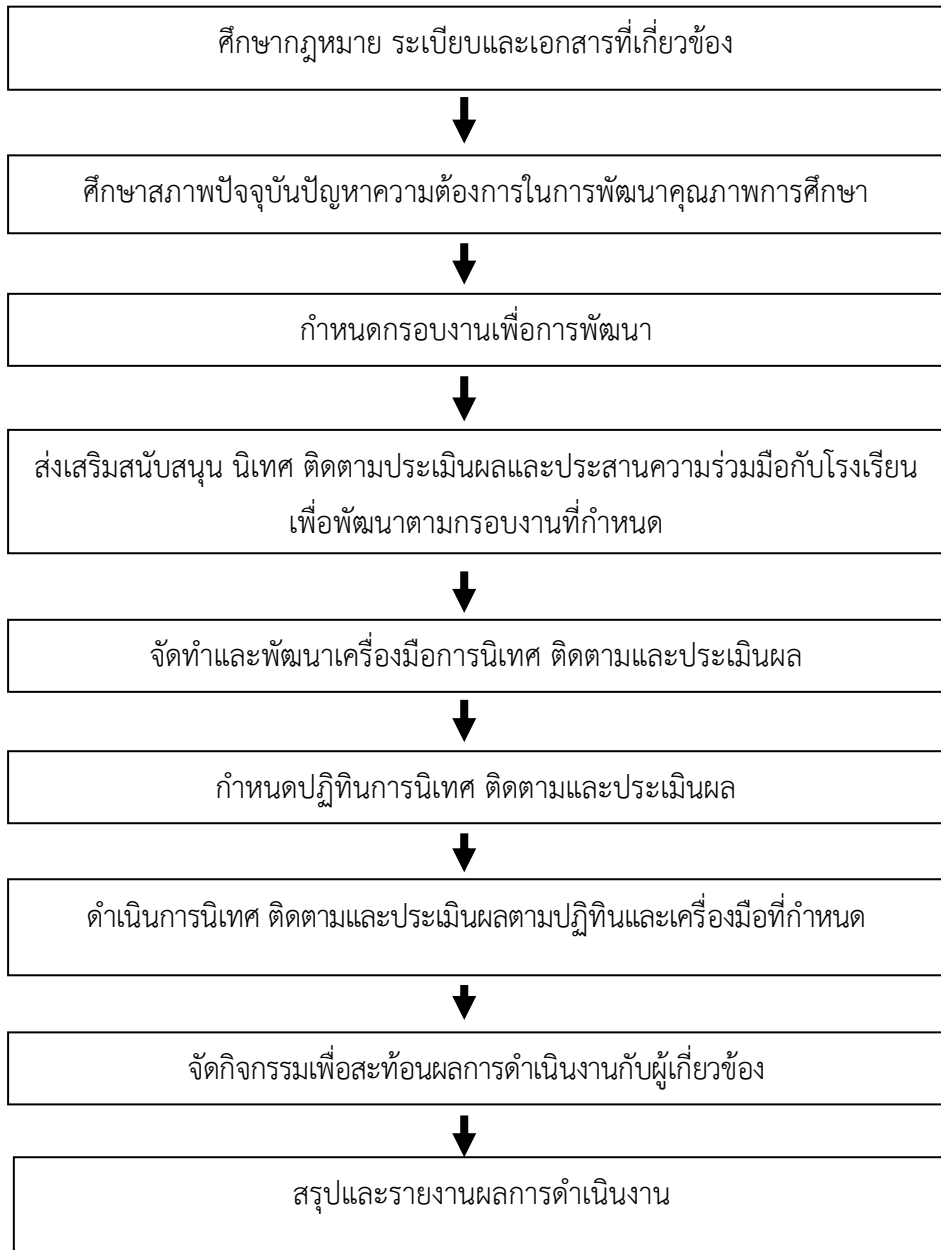 ศึกษากฎหมาย ระเบียบและเอกสารที่เกี่ยวข้อง
ศึกษาสภาพปัจจุบันปัญหาความต้องการในการพัฒนาคุณภาพการศึกษา
กำหนดกรอบงานเพื่อการพัฒนา
ส่งเสริมสนับสนุน นิเทศ ติดตามประเมินผลและประสานความร่วมมือกับโรงเรียน
เพื่อพัฒนาตามกรอบงานที่กำหนด
จัดทำและพัฒนาเครื่องมือการนิเทศ ติดตามและประเมินผล
กำหนดปฏิทินการนิเทศ ติดตามและประเมินผล
ดำเนินการนิเทศ ติดตามและประเมินผลตามปฏิทินและเครื่องมือที่กำหนด
จัดกิจกรรมเพื่อสะท้อนผลการดำเนินงานกับผู้เกี่ยวข้อง
สรุปและรายงานผลการดำเนินงาน